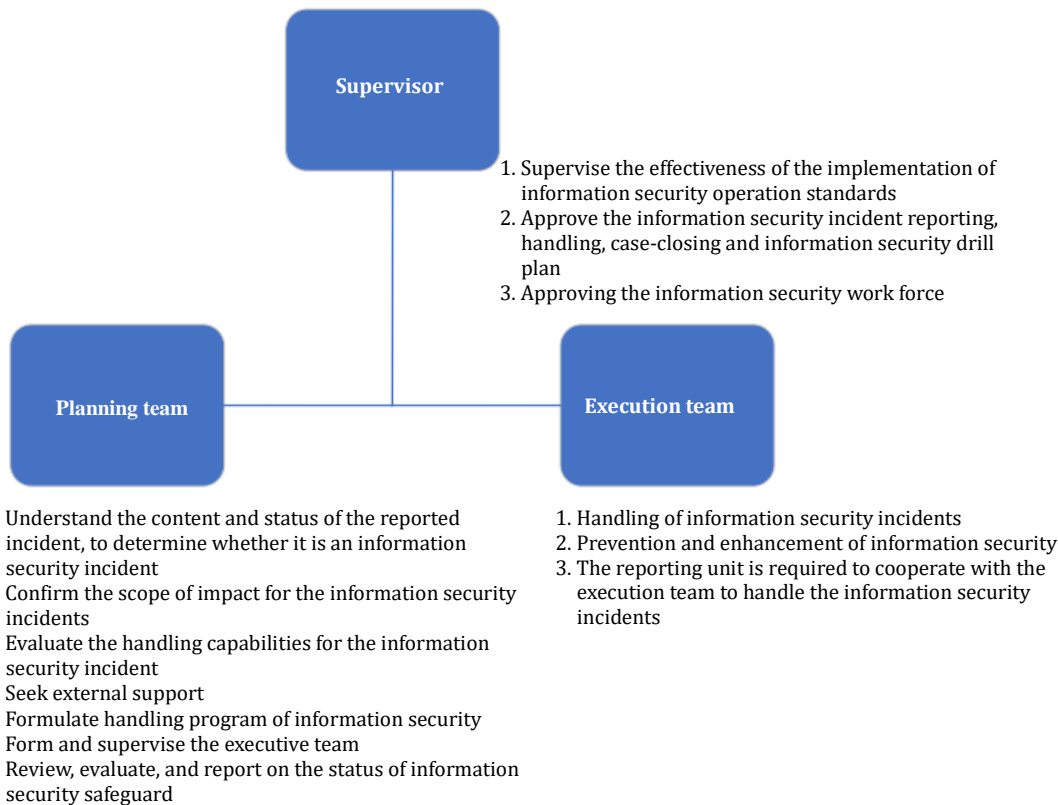 Supervisor
1. Supervise the effectiveness of the implementation of
information security operation standards
2. Approve the information security incident reporting,
handling, case-closing and information security drill
plan
3. Approving the information security work force
Planning team
Execution team
Understand the content and status of the reported
incident, to determine whether it is an information
security incident
Confirm the scope of impact for the information security
incidents
Evaluate the handling capabilities for the information
security incident
Seek external support
Formulate handling program of information security
Form and supervise the executive team
Review, evaluate, and report on the status of information
security safeguard
1. Handling of information security incidents
2. Prevention and enhancement of information security
3. The reporting unit is required to cooperate with the
execution team to handle the information security
incidents